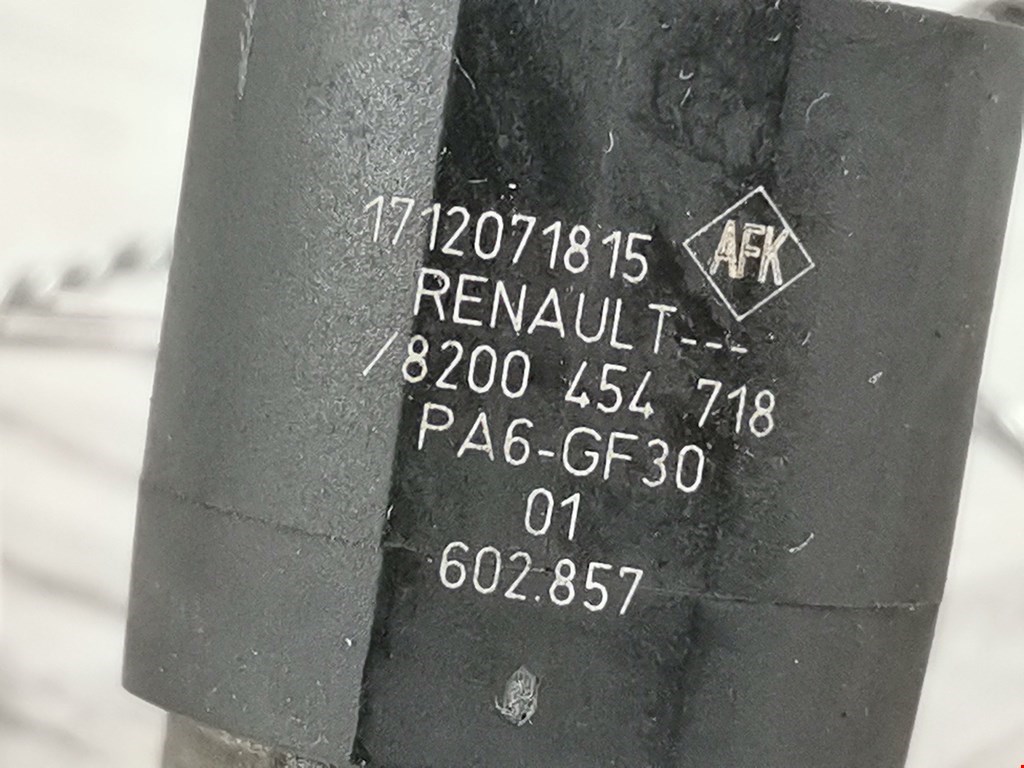 1712071815 AFK
RENAULT---
/8200 454 718
PA6-GF30
01
602.857